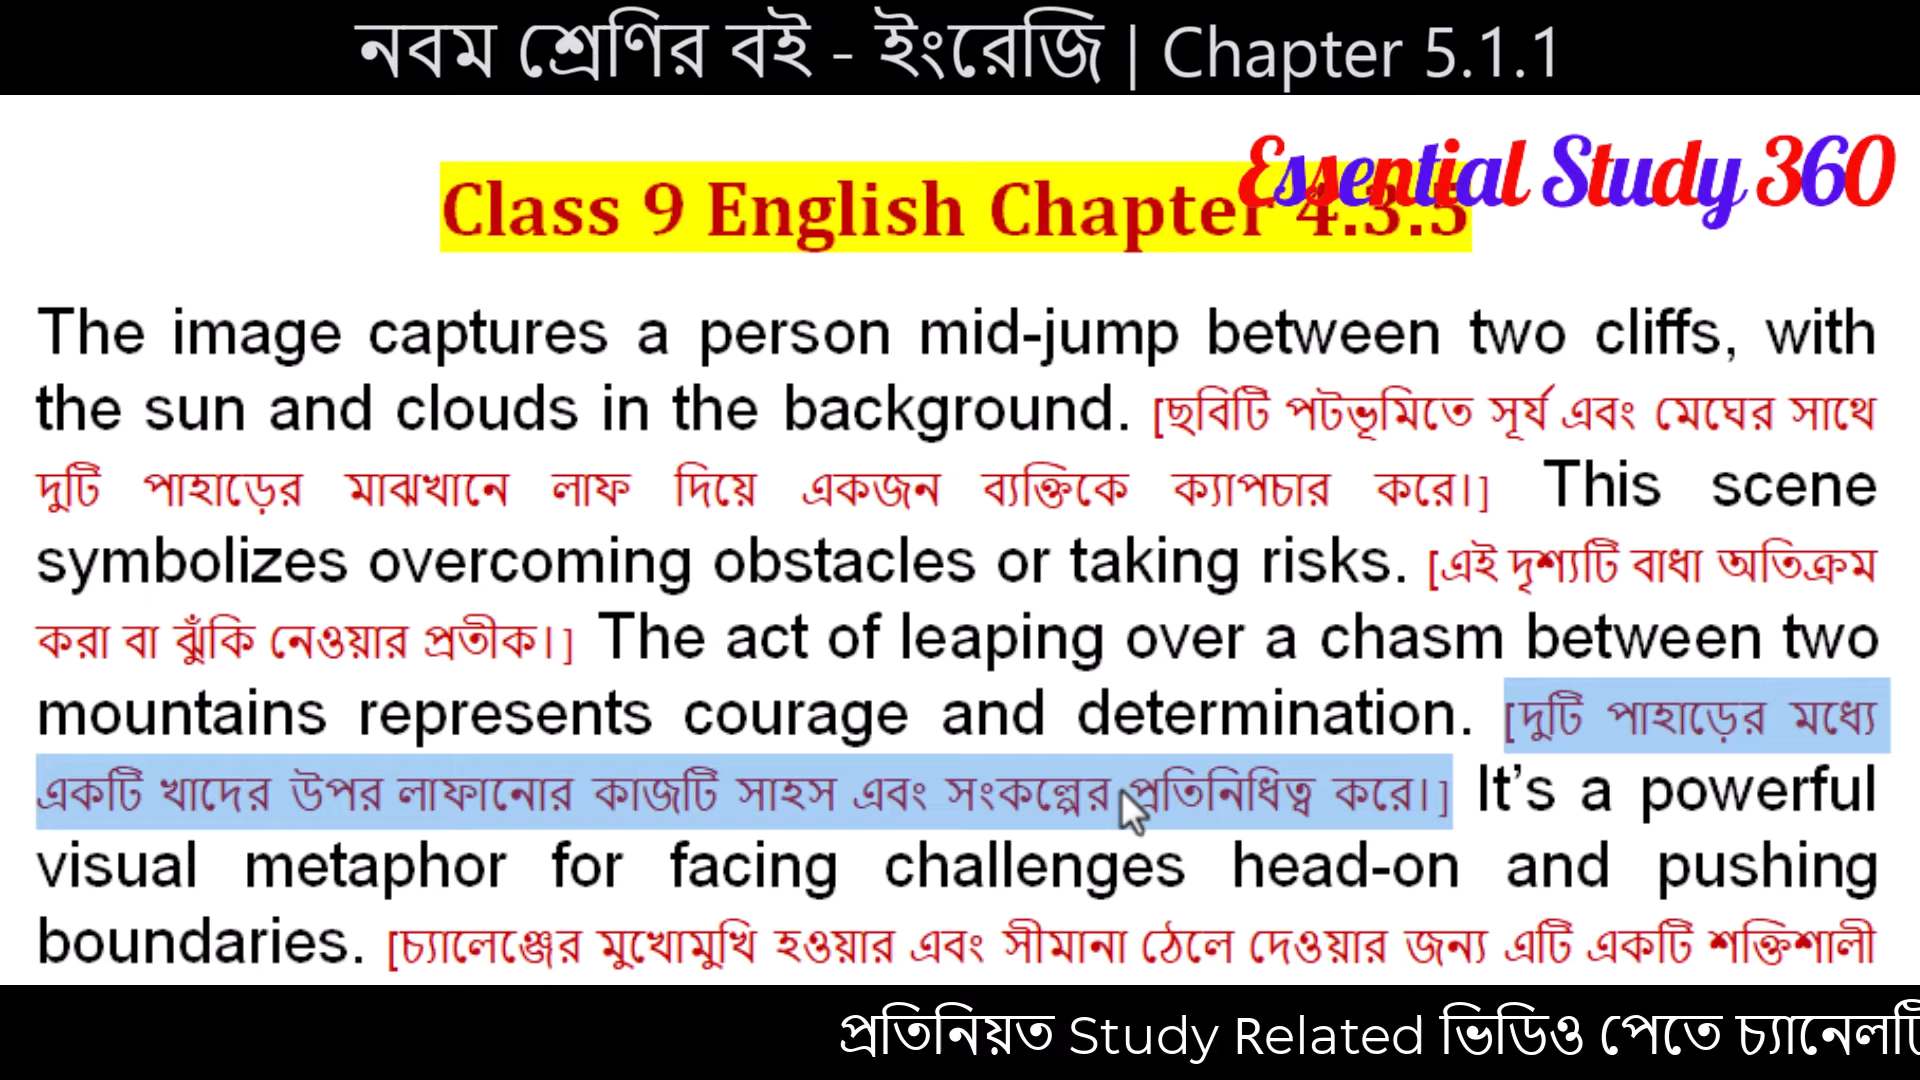 নবম শ্রেণির বই - ইংরেজি | Chapter 5.1.1
Essential Study 360
Class 9 English Chapter 4.3.5
The image captures a person mid-jump between two cliffs, with
the sun and clouds in the background. [ছবিটি পটভূমিতে সূর্য এবং মেঘের সাথে
দুটি পাহাড়ের মাঝখানে লাফ দিয়ে একজন ব্যক্তিকে ক্যাপচার করে।] This scene
symbolizes overcoming obstacles or taking risks. [এই দৃশ্যটি বাধা অতিক্রম
করা বা ঝুঁকি নেওয়ার প্রতীক।] The act of leaping over a chasm between two
mountains represents courage and determination. [দুটি পাহাড়ের মধ্যে
একটি খাদের উপর লাফানোর কাজটি সাহস এবং সংকল্পের প্রতিনিধিত্ব করে।] It’s a powerful
visual metaphor for facing challenges head-on and pushing
boundaries. [চ্যালেঞ্জের মুখোমুখি হওয়ার এবং সীমানা ঠেলে দেওয়ার জন্য এটি একটি শক্তিশালী
প্রতিনিয়ত Study Related ভিডিও পেতে চ্যানেলটি